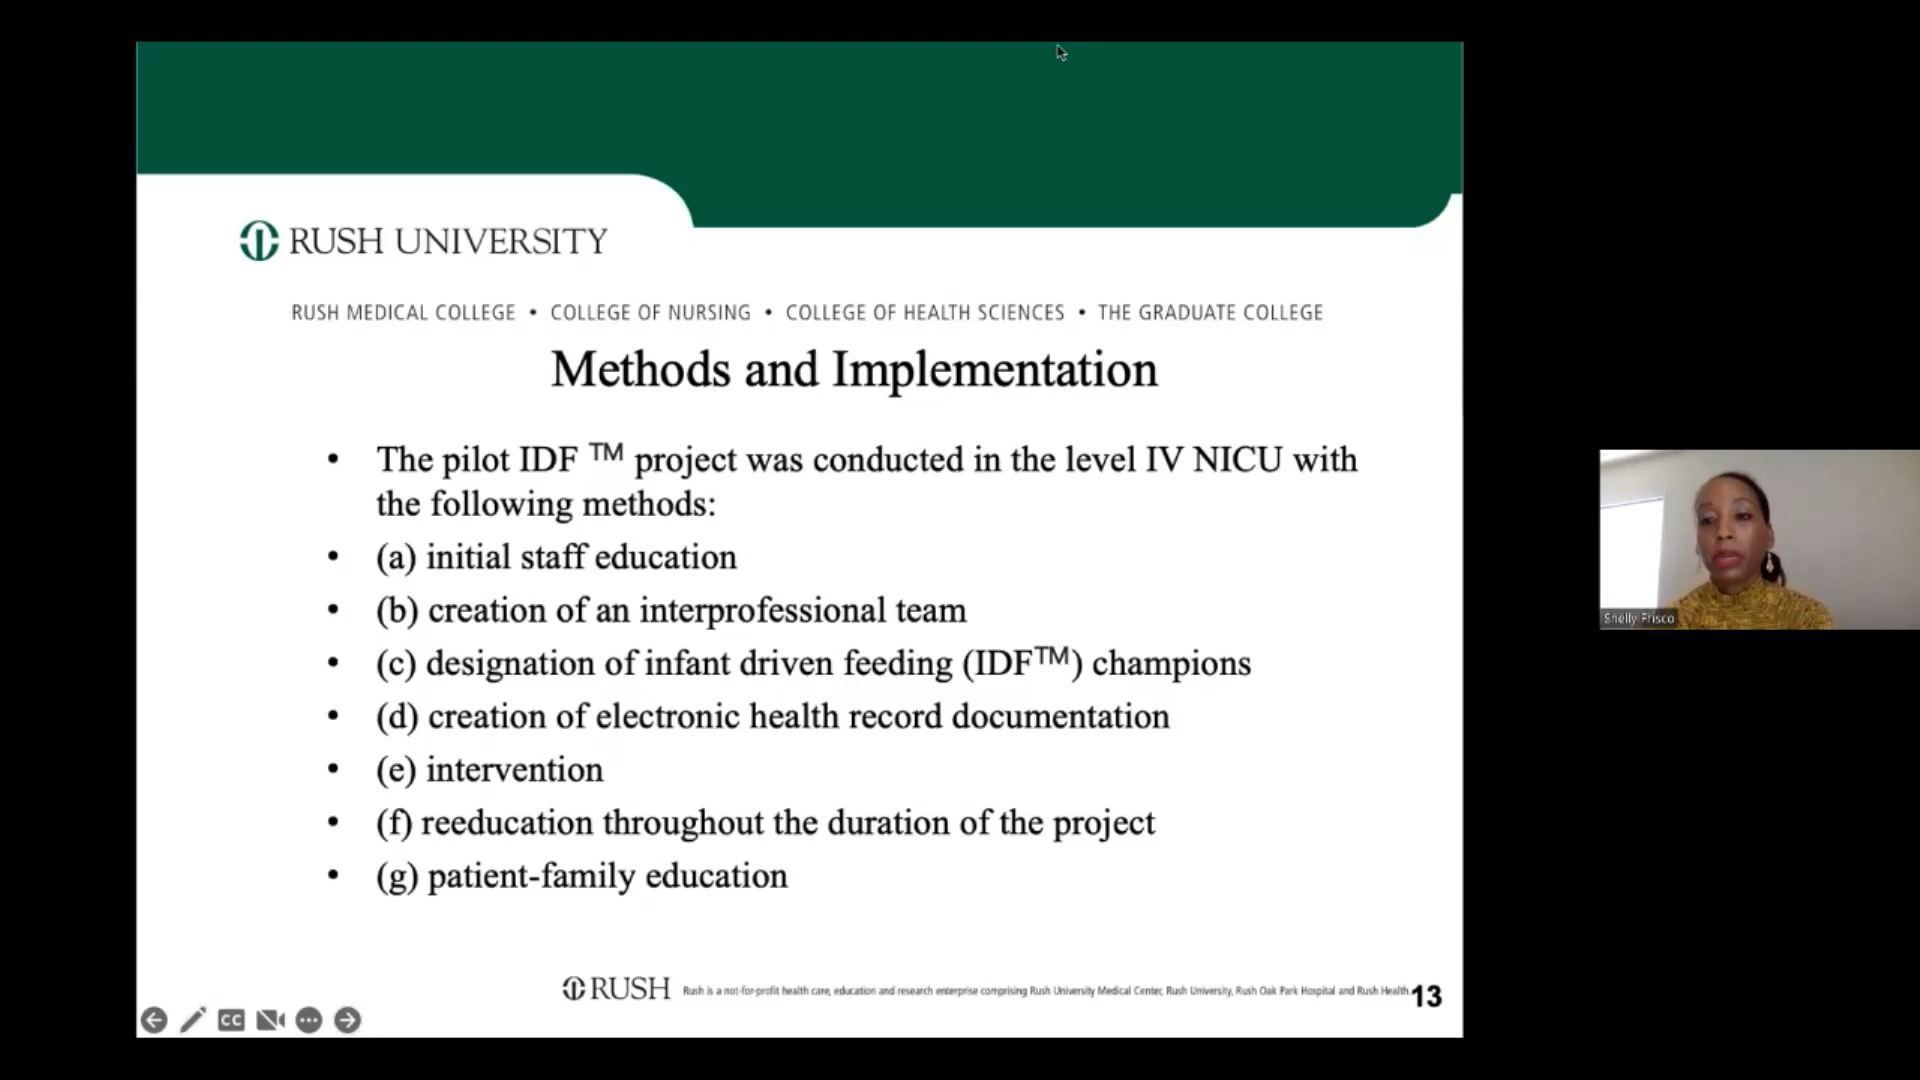 RUSH UNIVERSITY
RUSH MEDICAL COLLEGE • COLLEGE OF NURSING • COLLEGE OF HEALTH SCIENCES • THE GRADUATE COLLEGE
Methods and Implementation
• The pilot IDF ™ project was conducted in the level IV NICU with
the following methods:
• (a) initial staff education
• (b) creation of an interprofessional team
• (c) designation of infant driven feeding (IDF™) champions
• (d) creation of electronic health record documentation
• (e) intervention
• (f) reeducation throughout the duration of the project
• (g) patient-family education
RUSH Rush is a not-for-profit health care, education and research enterprise comprising Rush University Medical Center, Rush University, Rush Oak Park Hospital and Rush Health. 13
CC
Shelly Frisco